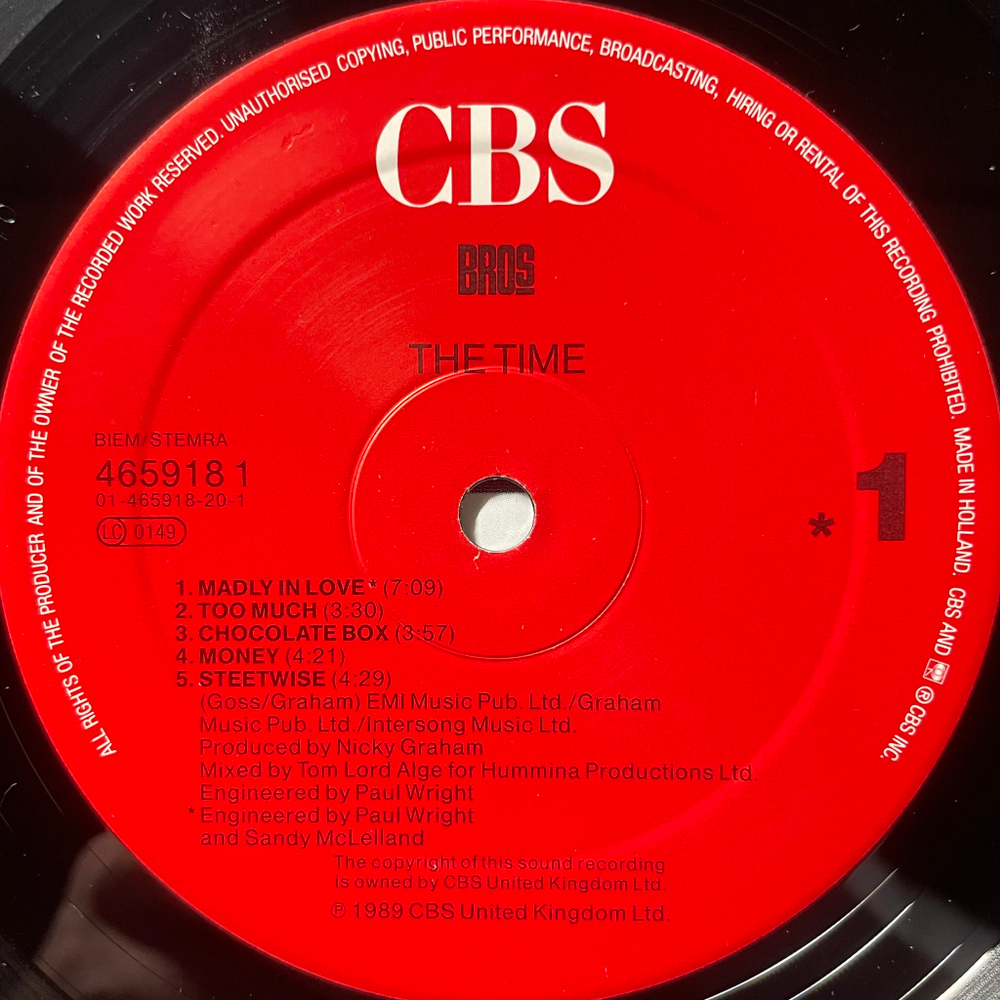 ALL RIGHTS OF THE PRODUCER AND OF THE OWNER OF THE RECORDED WORK RESERVED. UNAUTHORISED COPYING, PUBLIC PERFORMANCE, BROADCASTING, HIRING OR RENTAL OF THIS RECORDING PROHIBITED. MADE IN HOLLAND. CBS AND ℗ CBS INC.
CBS
BROS
THE TIME
BIEM/STEMRA
465918 1
01-465918-20-1
LC 0149
* 1
1. MADLY IN LOVE* (7:09)
2. TOO MUCH (3:30)
3. CHOCOLATE BOX (3:57)
4. MONEY (4:21)
5. STEETWISE (4:29)
(Goss/Graham) EMI Music Pub. Ltd./Graham
Music Pub. Ltd./Intersong Music Ltd.
Produced by Nicky Graham
Mixed by Tom Lord Alge for Hummina Productions Ltd.
Engineered by Paul Wright
*Engineered by Paul Wright
and Sandy McLelland
The copyright of this sound recording
is owned by CBS United Kingdom Ltd.
℗ 1989 CBS United Kingdom Ltd.